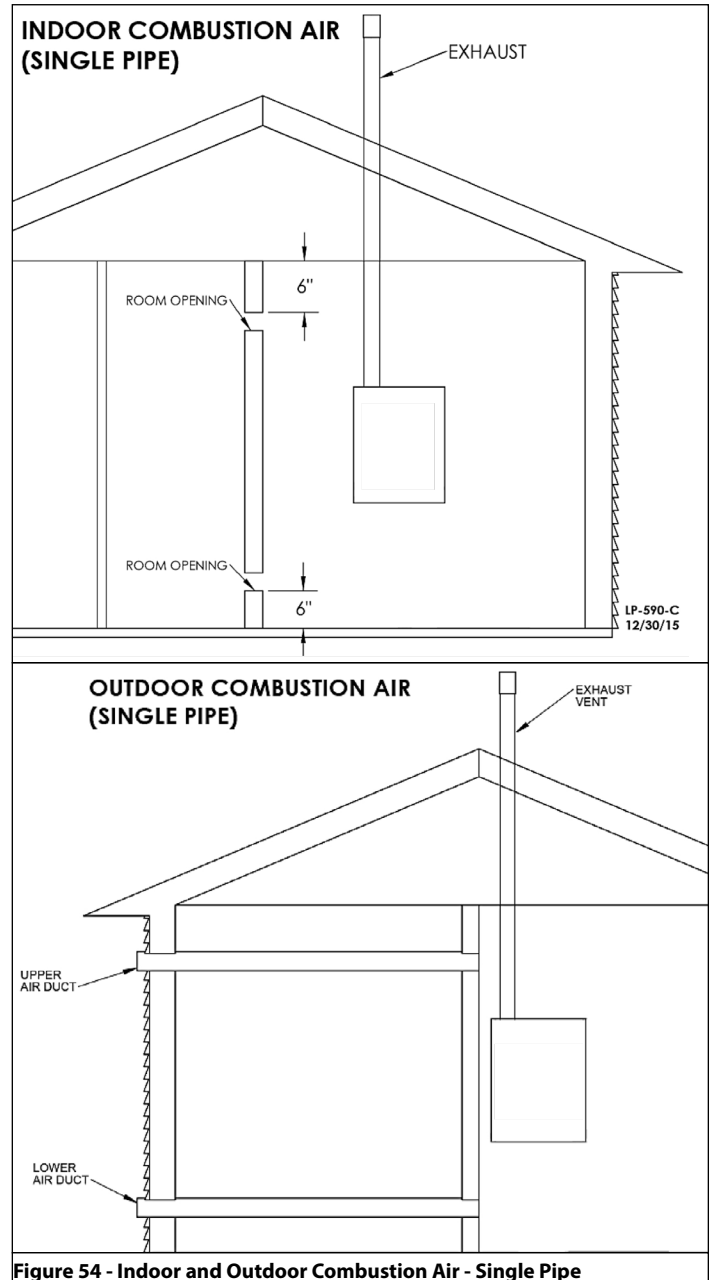 INDOOR COMBUSTION AIR
(SINGLE PIPE)
EXHAUST
6"
ROOM OPENING
ROOM OPENING
6"
LP-590-C
12/30/15
OUTDOOR COMBUSTION AIR
(SINGLE PIPE)
EXHAUST
VENT
UPPER
AIR DUCT
LOWER
AIR DUCT
Figure 54 - Indoor and Outdoor Combustion Air - Single Pipe